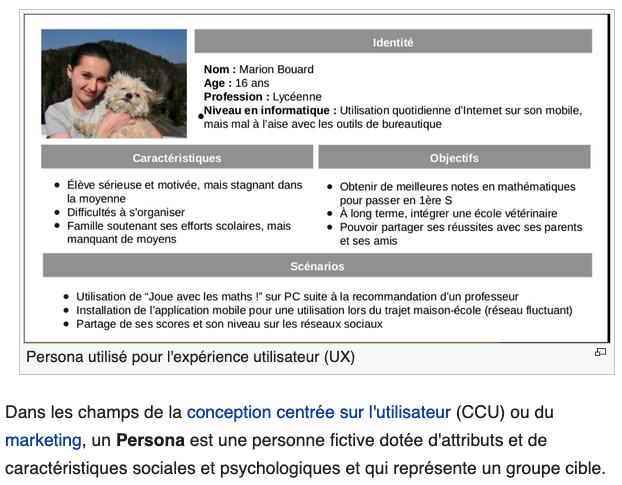 Identité
Nom : Marion Bouard
Age : 16 ans
Profession : Lycéenne
Niveau en informatique : Utilisation quotidienne d'Internet sur son mobile,
mais mal à l'aise avec les outils de bureautique
Caractéristiques
Élève sérieuse et motivée, mais stagnant dans
la moyenne
Difficultés à s'organiser
Famille soutenant ses efforts scolaires, mais
manquant de moyens
Objectifs
Obtenir de meilleures notes en mathématiques
pour passer en 1ère S
À long terme, intégrer une école vétérinaire
Pouvoir partager ses réussites avec ses parents
et ses amis
Scénarios
Utilisation de “Joue avec les maths !” sur PC suite à la recommandation d'un professeur
Installation de l'application mobile pour une utilisation lors du trajet maison-école (réseau fluctuant)
Partage de ses scores et son niveau sur les réseaux sociaux
Persona utilisé pour l'expérience utilisateur (UX)
Dans les champs de la conception centrée sur l'utilisateur (CCU) ou du
marketing, un Persona est une personne fictive dotée d'attributs et de
caractéristiques sociales et psychologiques et qui représente un groupe cible.